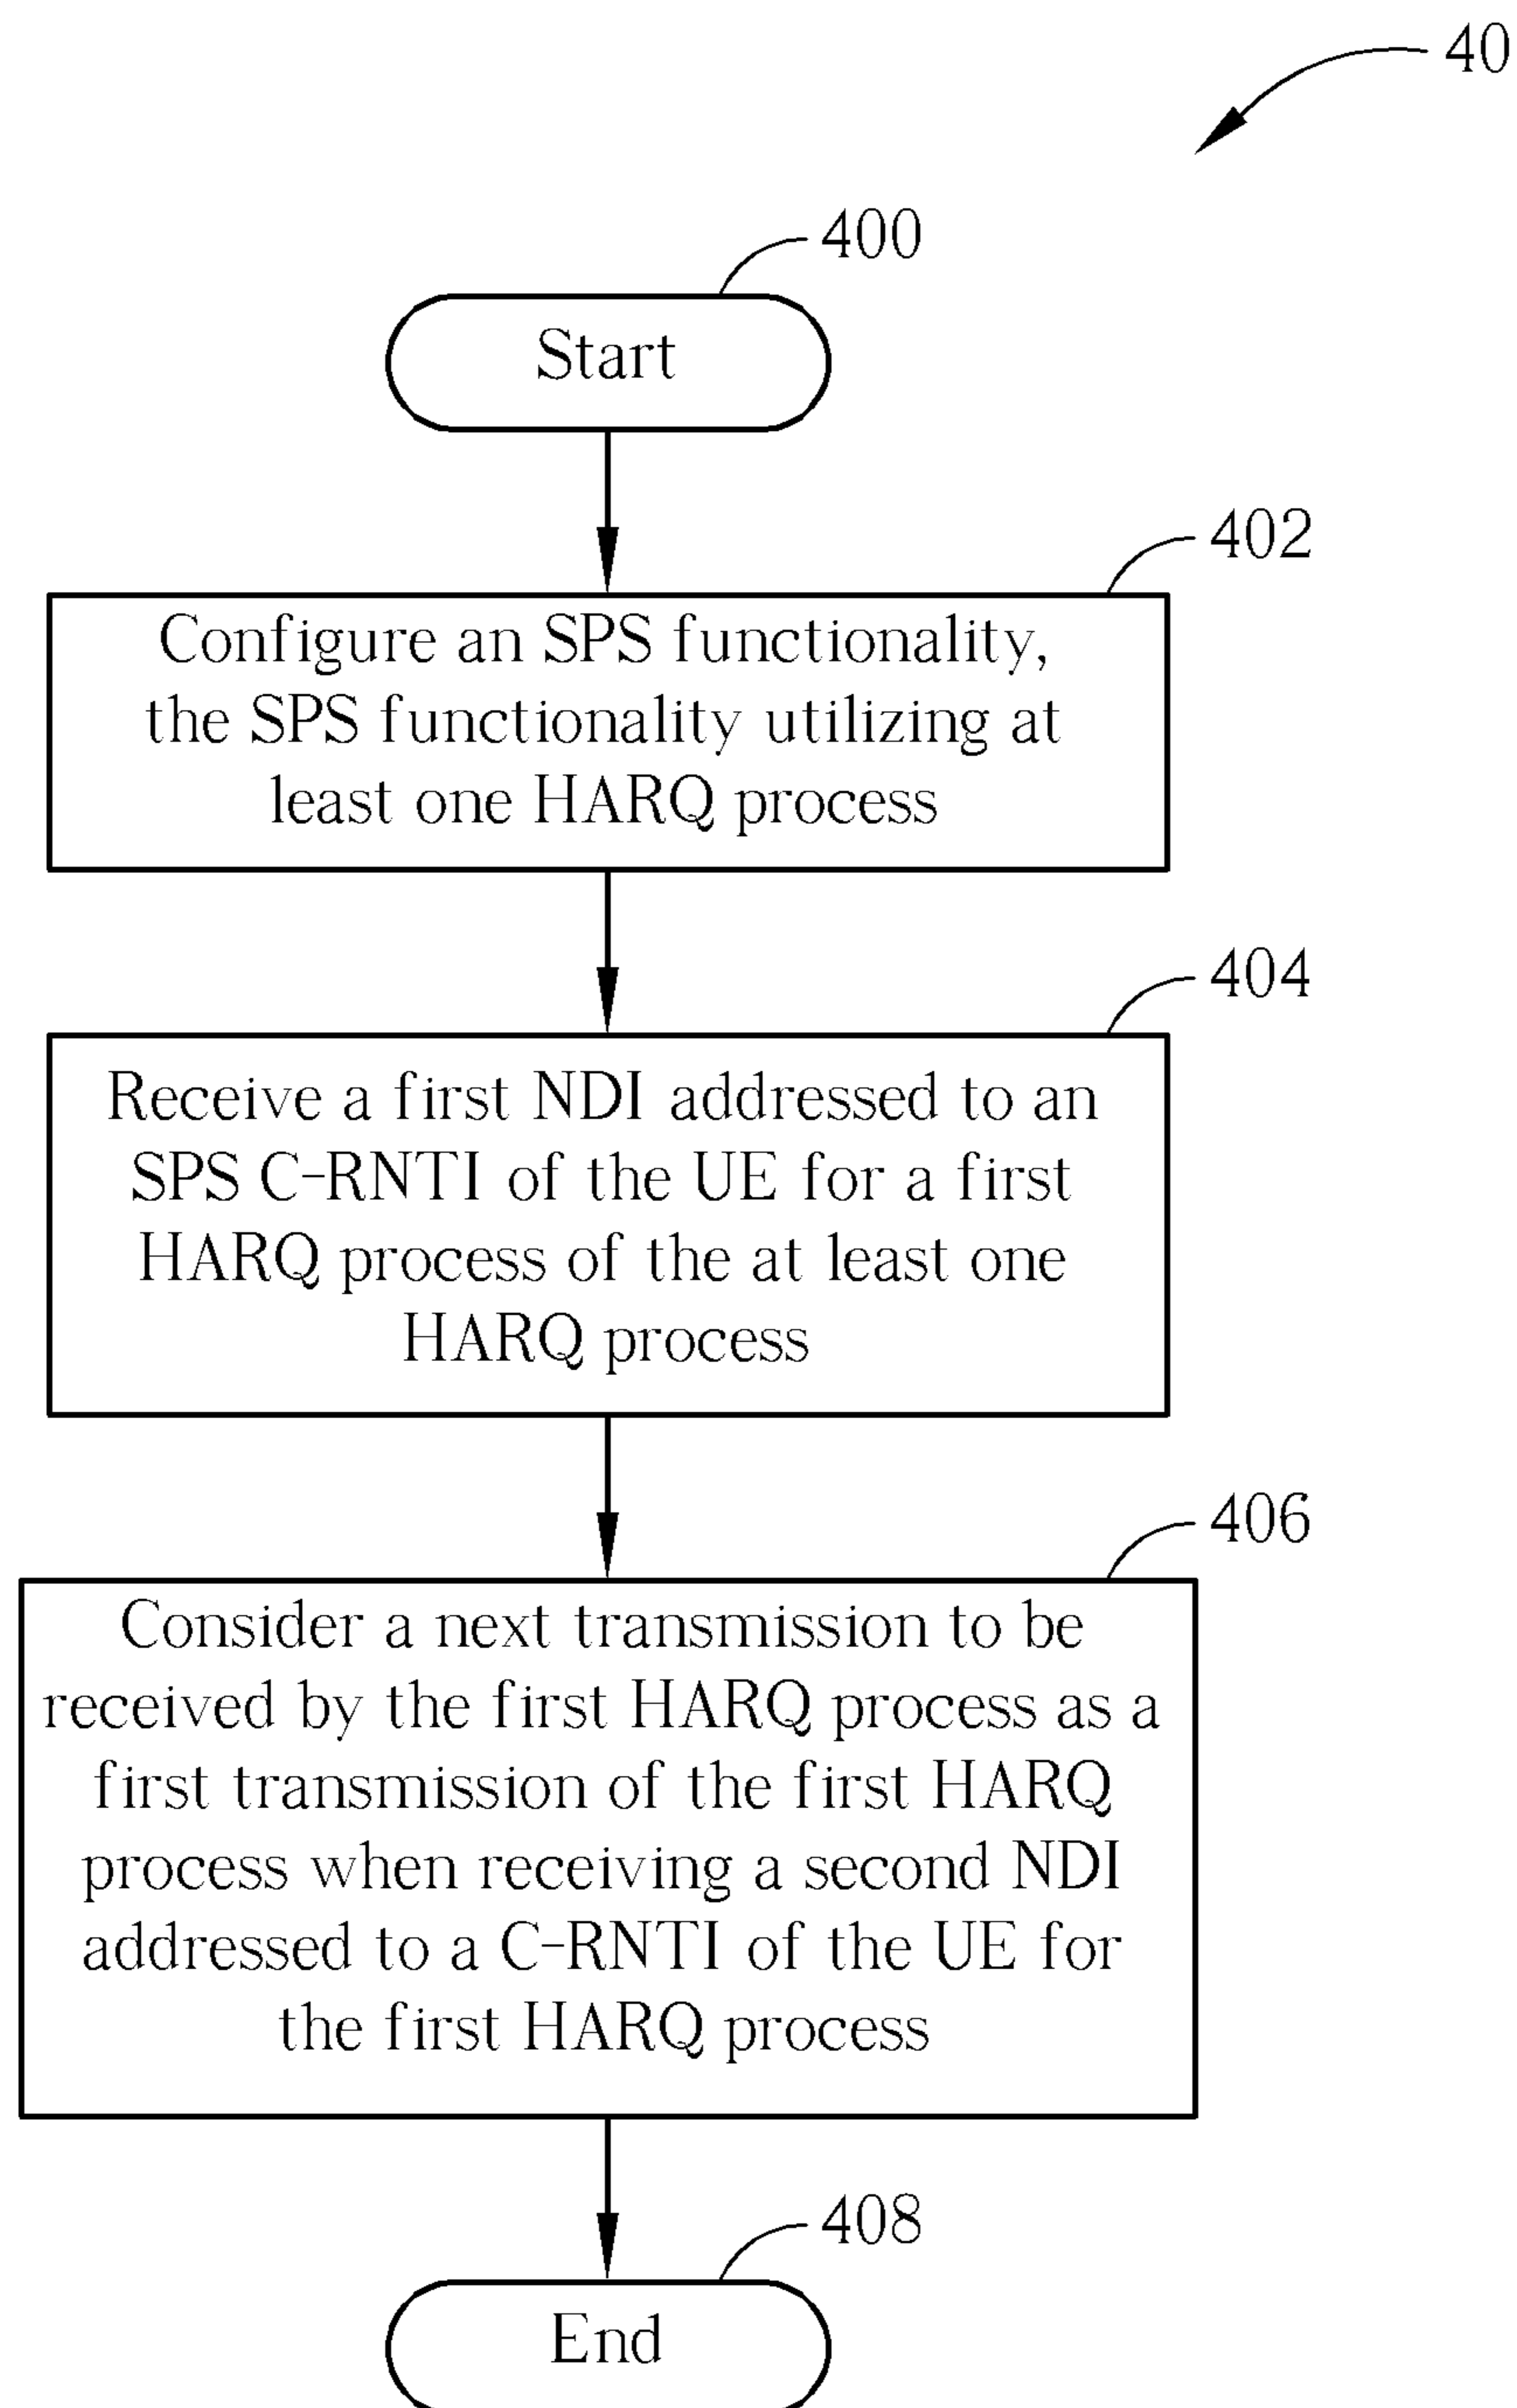 40
400
Start
402
Configure an SPS functionality,
the SPS functionality utilizing at
least one HARQ process
404
Receive a first NDI addressed to an
SPS C-RNTI of the UE for a first
HARQ process of the at least one
HARQ process
406
Consider a next transmission to be
received by the first HARQ process as a
first transmission of the first HARQ
process when receiving a second NDI
addressed to a C-RNTI of the UE for
the first HARQ process
408
End